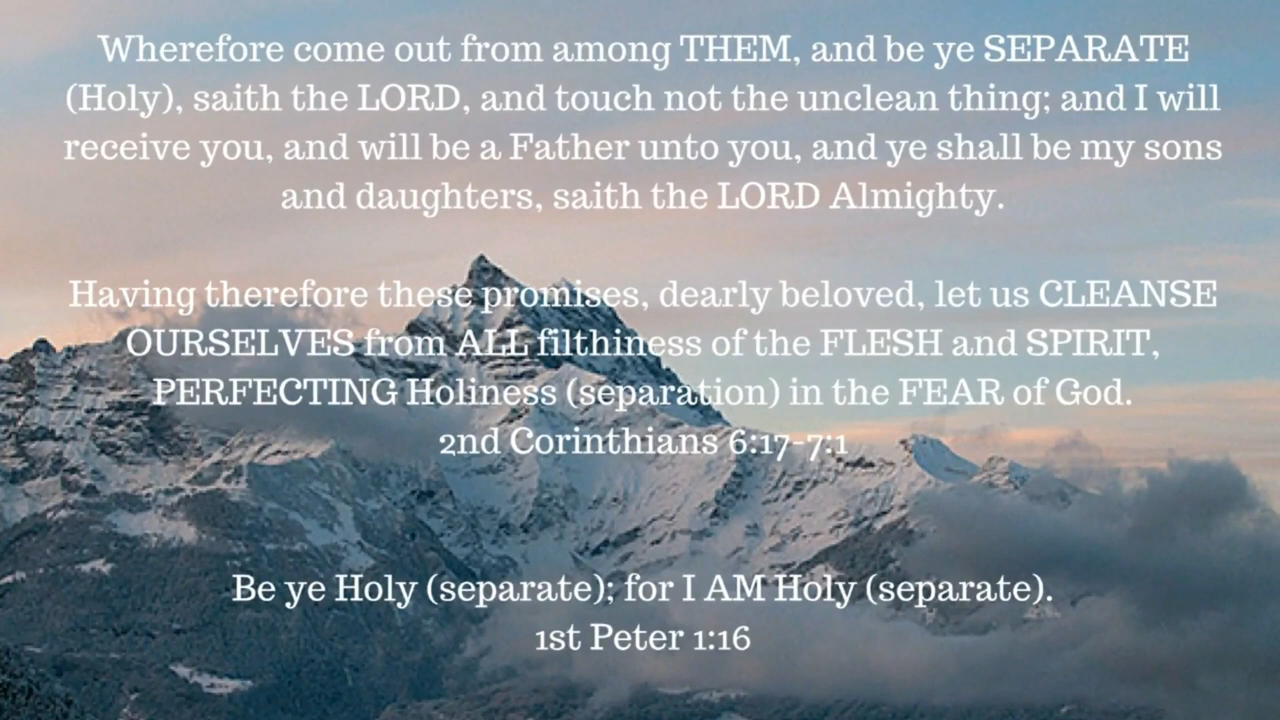 Wherefore come out from among THEM, and be ye SEPARATE
(Holy), saith the LORD, and touch not the unclean thing; and I will
receive you, and will be a Father unto you, and ye shall be my sons
and daughters, saith the LORD Almighty.
Having therefore these promises, dearly beloved, let us CLEANSE
OURSELVES from ALL filthiness of the FLESH and SPIRIT,
PERFECTING Holiness (separation) in the FEAR of God.
2nd Corinthians 6:17-7:1
Be ye Holy (separate); for I AM Holy (separate).
1st Peter 1:16